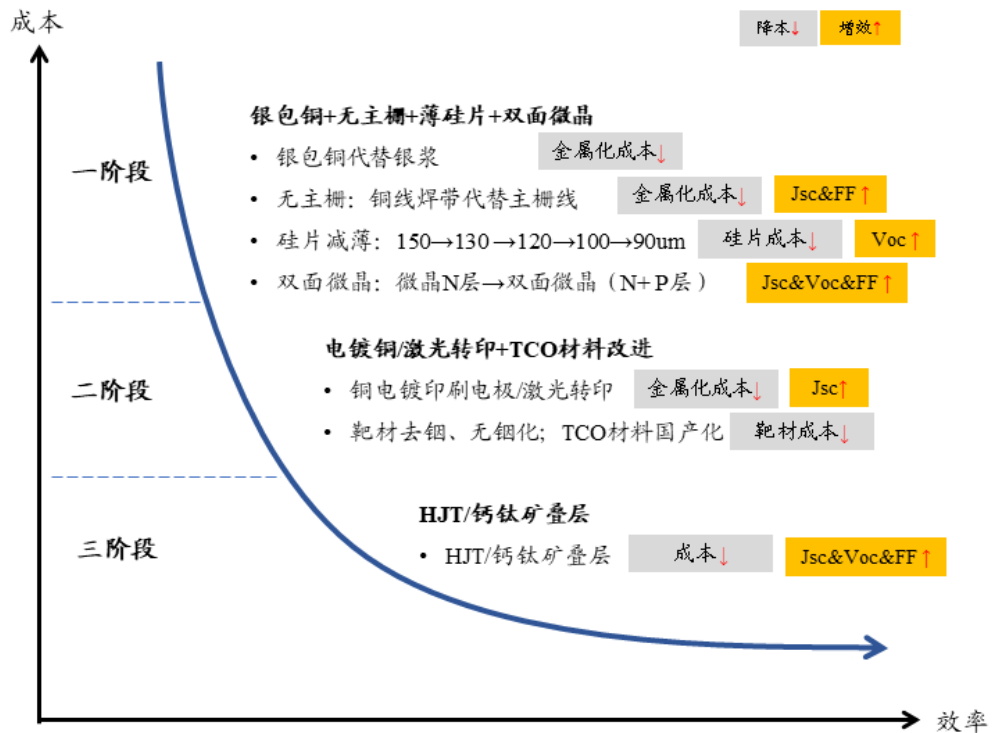 成本
降本↓ 增效↑
银包铜+无主栅+薄硅片+双面微晶
一阶段
• 银包铜代替银浆 金属化成本↓
• 无主栅：铜线焊带代替主栅线 金属化成本↓ Jsc&FF↑
• 硅片减薄：150→130→120→100→90um 硅片成本↓ Voc↑
• 双面微晶：微晶N层→双面微晶（N+P层） Jsc&Voc&FF↑
电镀铜/激光转印+TCO材料改进
二阶段
• 铜电镀印刷电极/激光转印 金属化成本↓ Jsc↑
• 靶材去铟、无铟化；TCO材料国产化 靶材成本↓
HJT/钙钛矿叠层
三阶段
• HJT/钙钛矿叠层 成本↓ Jsc&Voc&FF↑
效率